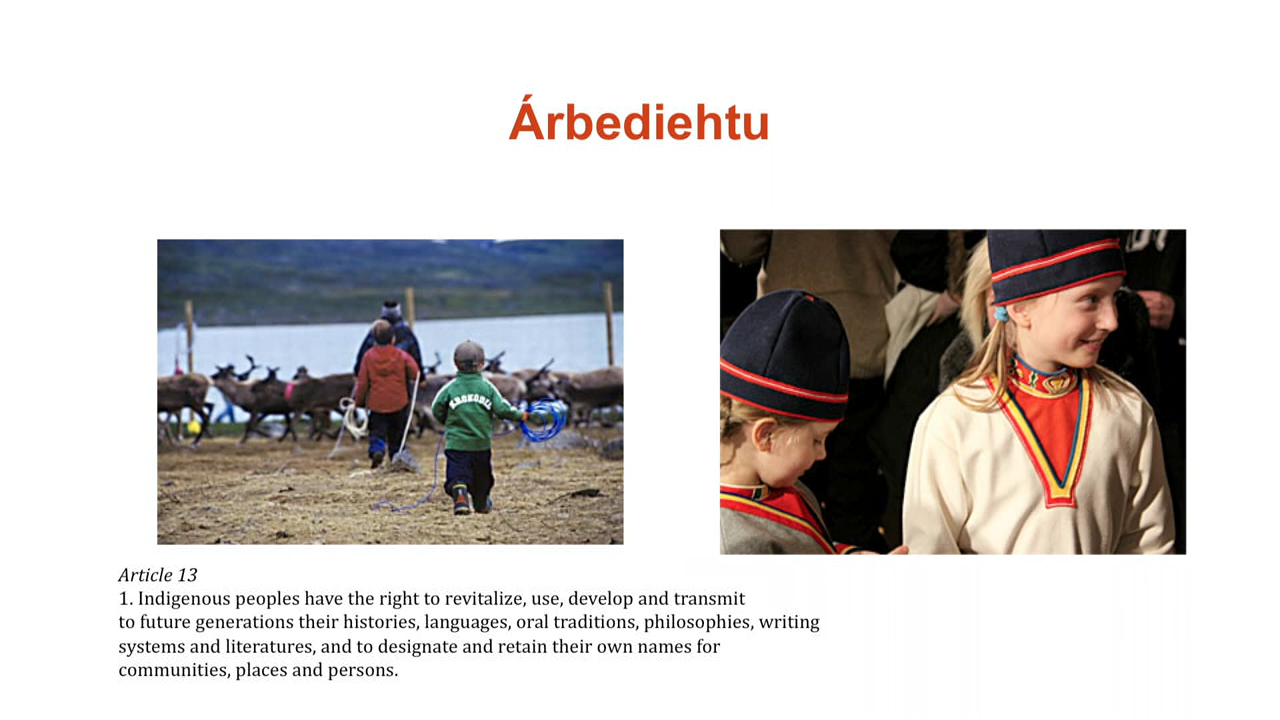 Árbediehtu
KROKODIL
Article 13
1. Indigenous peoples have the right to revitalize, use, develop and transmit
to future generations their histories, languages, oral traditions, philosophies, writing
systems and literatures, and to designate and retain their own names for
communities, places and persons.